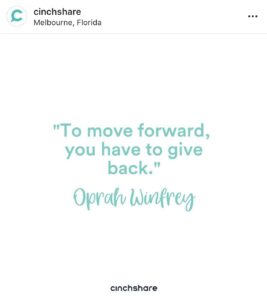 cinchshare
Melbourne, Florida
"To move forward,
you have to give
back."
Oprah Winfrey
cinchshare